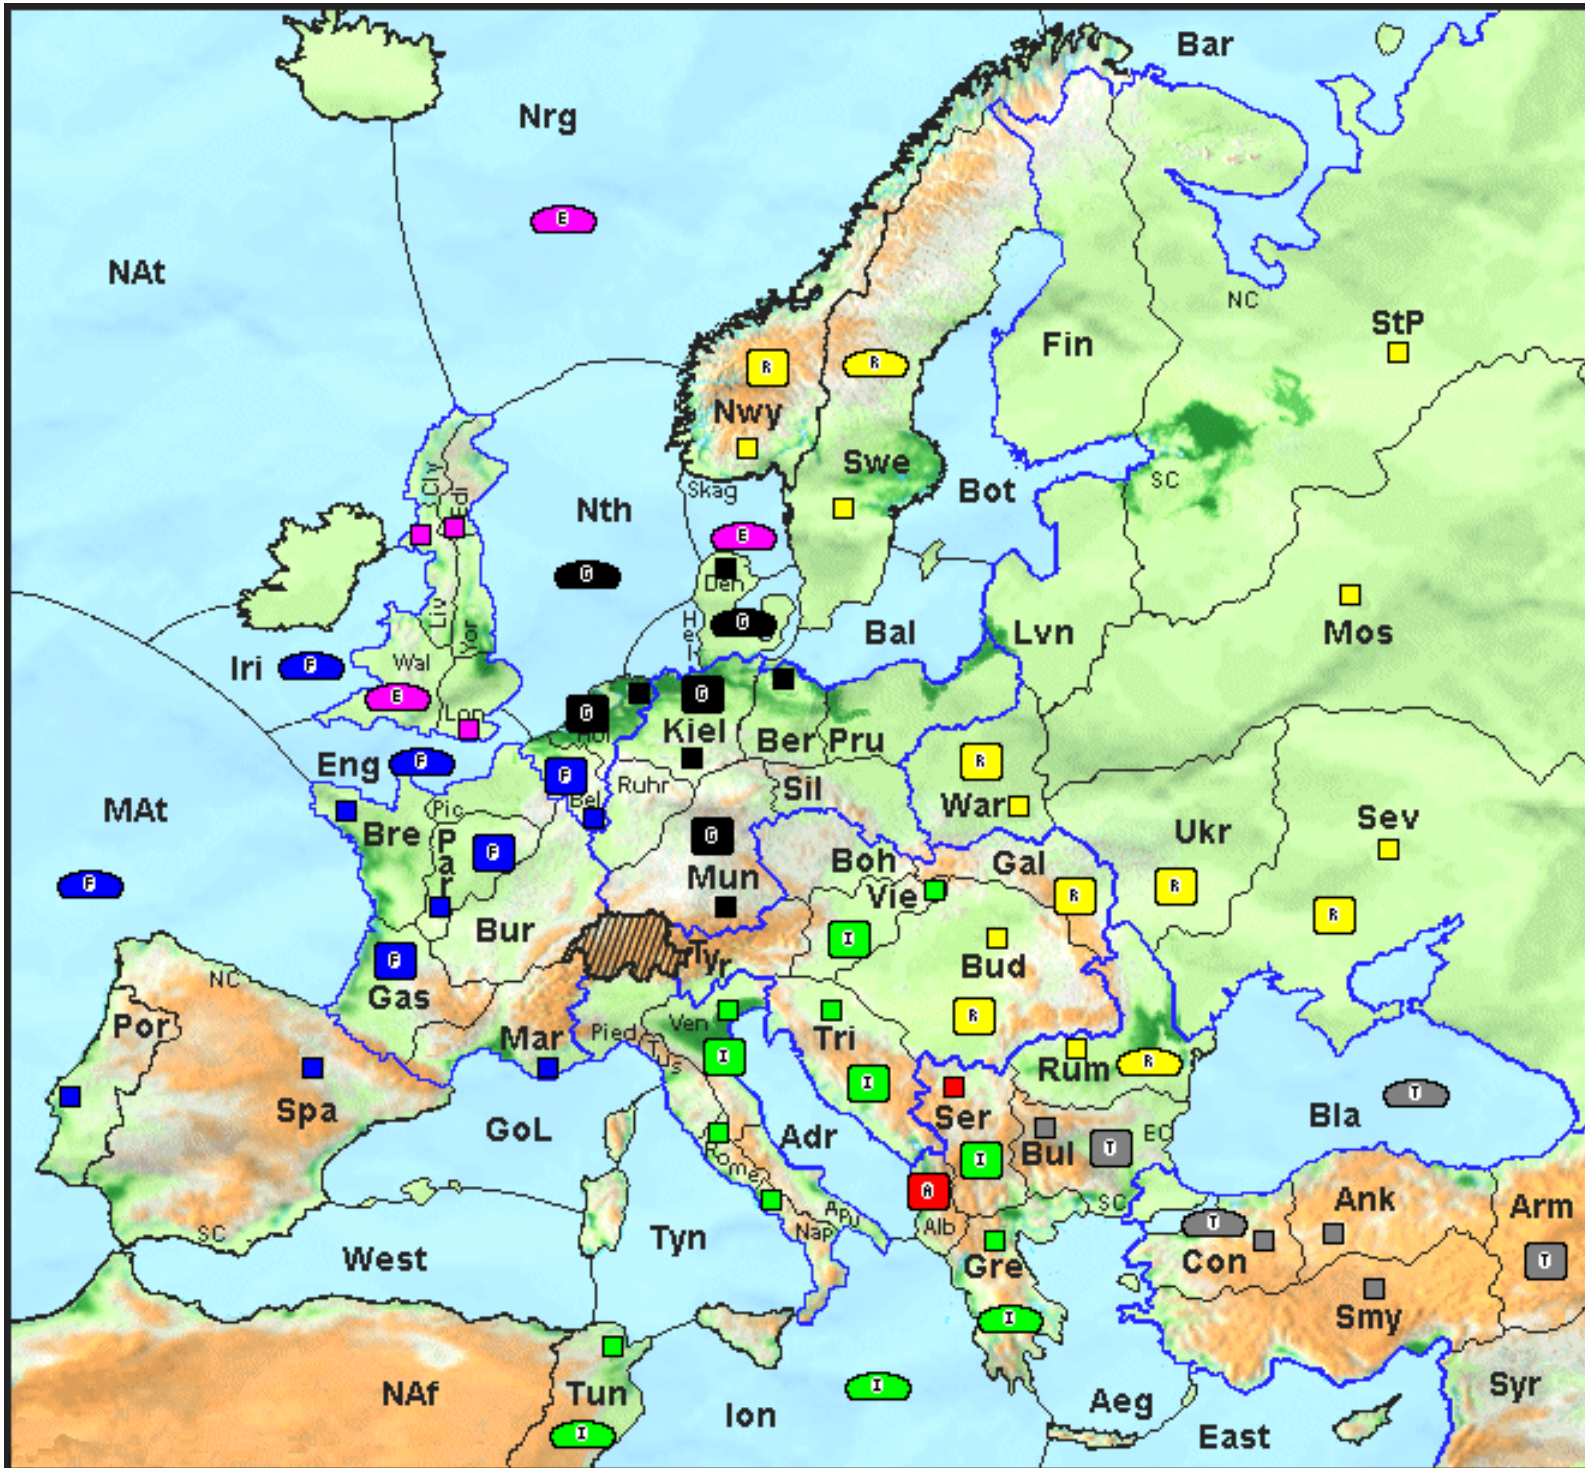 Bar
Nrg
E
NAt
NC
StP
Fin
R
R
Nwy
Swe
Cly
Edi
Skag
Bot
SC
Nth
E
G
Den
G
Hel
Liv
Yor
Bal
Lvn
Mos
Iri
F
Wal
E
Lon
G
Hol
G
Kiel
Ber
Pru
Eng
F
F
Bel
Ruhr
Sil
R
War
MAt
Pic
Bre
Par
F
G
Mun
Boh
Gal
Ukr
Sev
F
Vie
R
R
R
Bur
I
Bud
F
Gas
Tyr
NC
Por
Mar
Pied
Ven
Tus
I
Tri
R
Rum
R
I
Spa
GoL
Adr
Ser
Bul
T
EC
Bla
T
Rome
I
A
SC
Apu
Nap
Alb
Gre
T
Con
Ank
Arm
T
SC
West
Tyn
Smy
I
NAf
Tun
I
I
Ion
Aeg
East
Syr